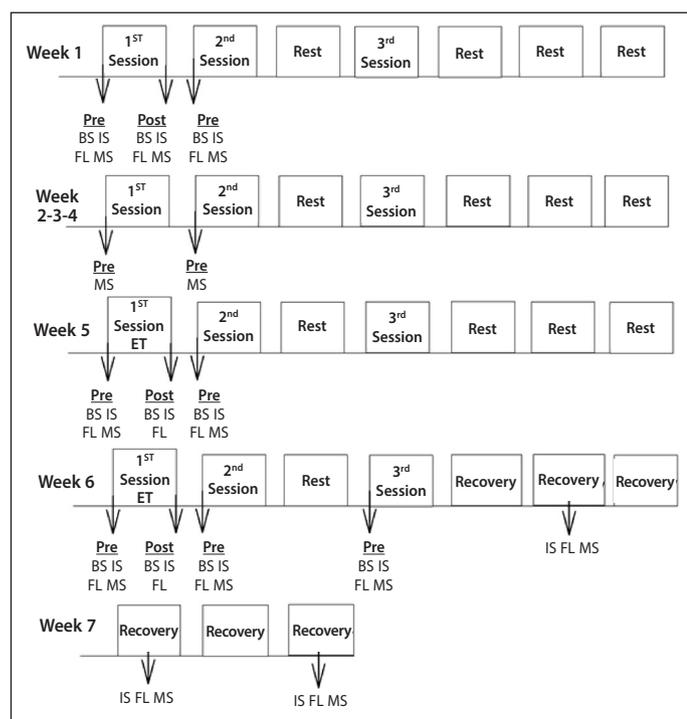 Week 1
1ST
Session
2nd
Session
Rest
3rd
Session
Rest
Rest
Rest
Pre
BS IS
FL MS
Post
BS IS
FL MS
Pre
BS IS
FL MS
Week
2-3-4
1ST
Session
2nd
Session
Rest
3rd
Session
Rest
Rest
Rest
Pre
MS
Pre
MS
Week 5
1ST
Session
ET
2nd
Session
Rest
3rd
Session
Rest
Rest
Rest
Pre
BS IS
FL MS
Post
BS IS
FL
Pre
BS IS
FL MS
Week 6
1ST
Session
ET
2nd
Session
Rest
3rd
Session
Recovery
Recovery
Recovery
Pre
BS IS
FL MS
Post
BS IS
FL
Pre
BS IS
FL MS
Pre
BS IS
FL MS
IS FL MS
Week 7
Recovery
Recovery
Recovery
IS FL MS
IS FL MS